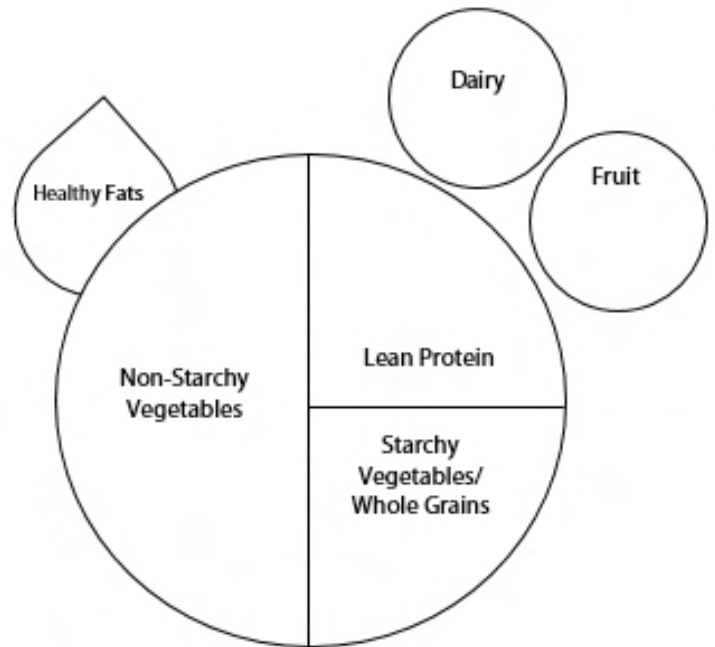 Dairy
Fruit
Healthy Fats
Non-Starchy
Vegetables
Lean Protein
Starchy
Vegetables/
Whole Grains